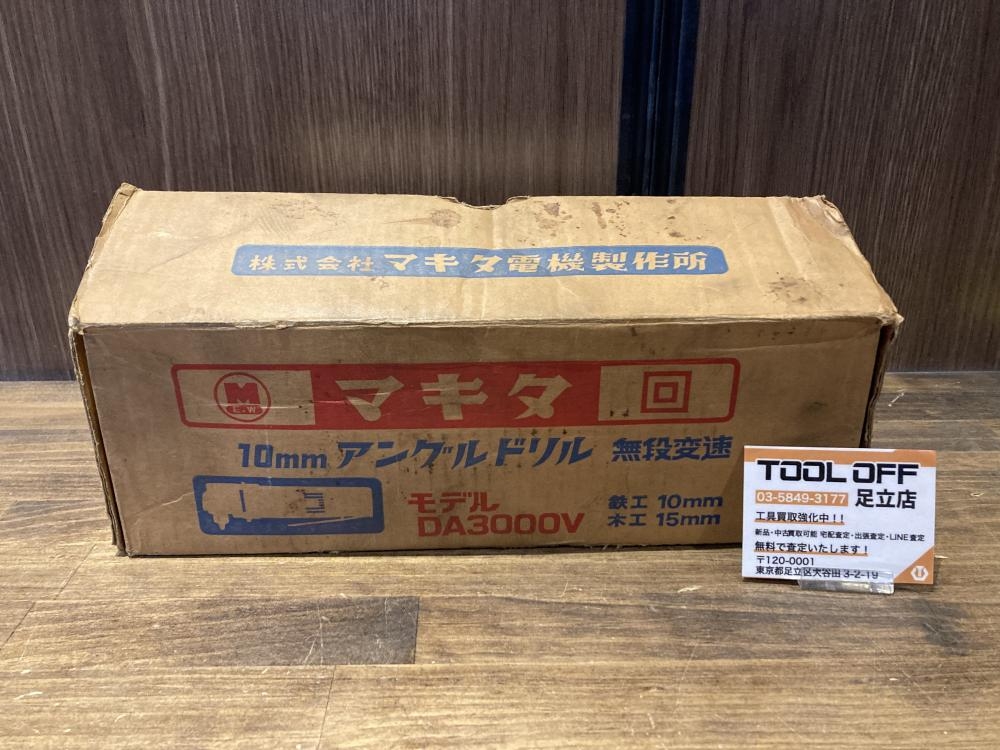 株式会社 マキタ電機製作所
M
E.W
マキタ
10mm アングルドリル 無段変速
モデル
DA3000V
鉄工 10mm
木工 15mm
TOOL OFF
03-5849-3177 足立店
工具買取強化中!!
新品・中古買取可能 宅配査定・出張査定・LINE査定
無料で査定いたします!
〒120-0001
東京都足立区大谷田 3-2-19